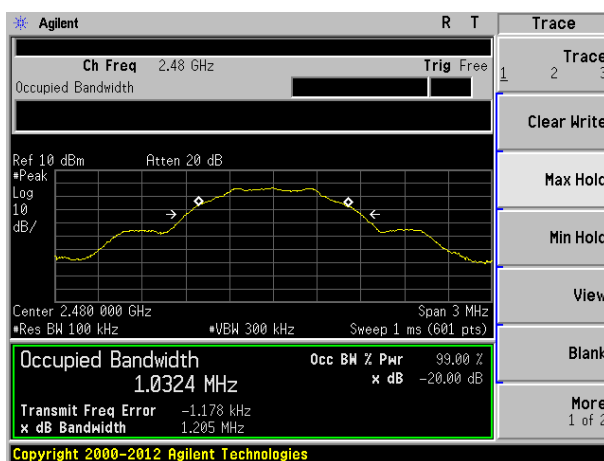 Agilent R T Trace
Ch Freq 2.48 GHz Trig Free
Occupied Bandwidth
Trace
1 2 3
Clear Write
Max Hold
Min Hold
View
Blank
More
1 of 2
Ref 10 dBm Atten 20 dB
#Peak
Log
10
dB/
Center 2.480 000 GHz Span 3 MHz
#Res BW 100 kHz #VBW 300 kHz Sweep 1 ms (601 pts)
Occupied Bandwidth Occ BW % Pwr 99.00 %
1.0324 MHz x dB -20.00 dB
Transmit Freq Error -1.178 kHz
x dB Bandwidth 1.205 MHz
Copyright 2000-2012 Agilent Technologies